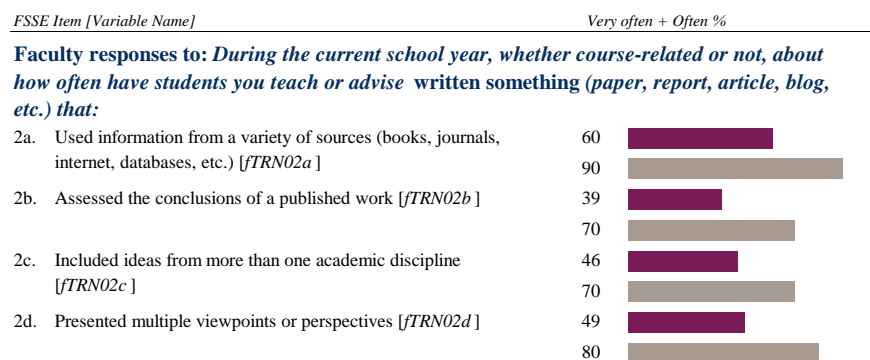 FSSE Item [Variable Name] Very often + Often %
Faculty responses to: During the current school year, whether course-related or not, about
how often have students you teach or advise written something (paper, report, article, blog,
etc.) that:
2a. Used information from a variety of sources (books, journals, 60
internet, databases, etc.) [fTRN02a ]
90
2b. Assessed the conclusions of a published work [fTRN02b ] 39
70
2c. Included ideas from more than one academic discipline 46
[fTRN02c ]
70
2d. Presented multiple viewpoints or perspectives [fTRN02d ] 49
80